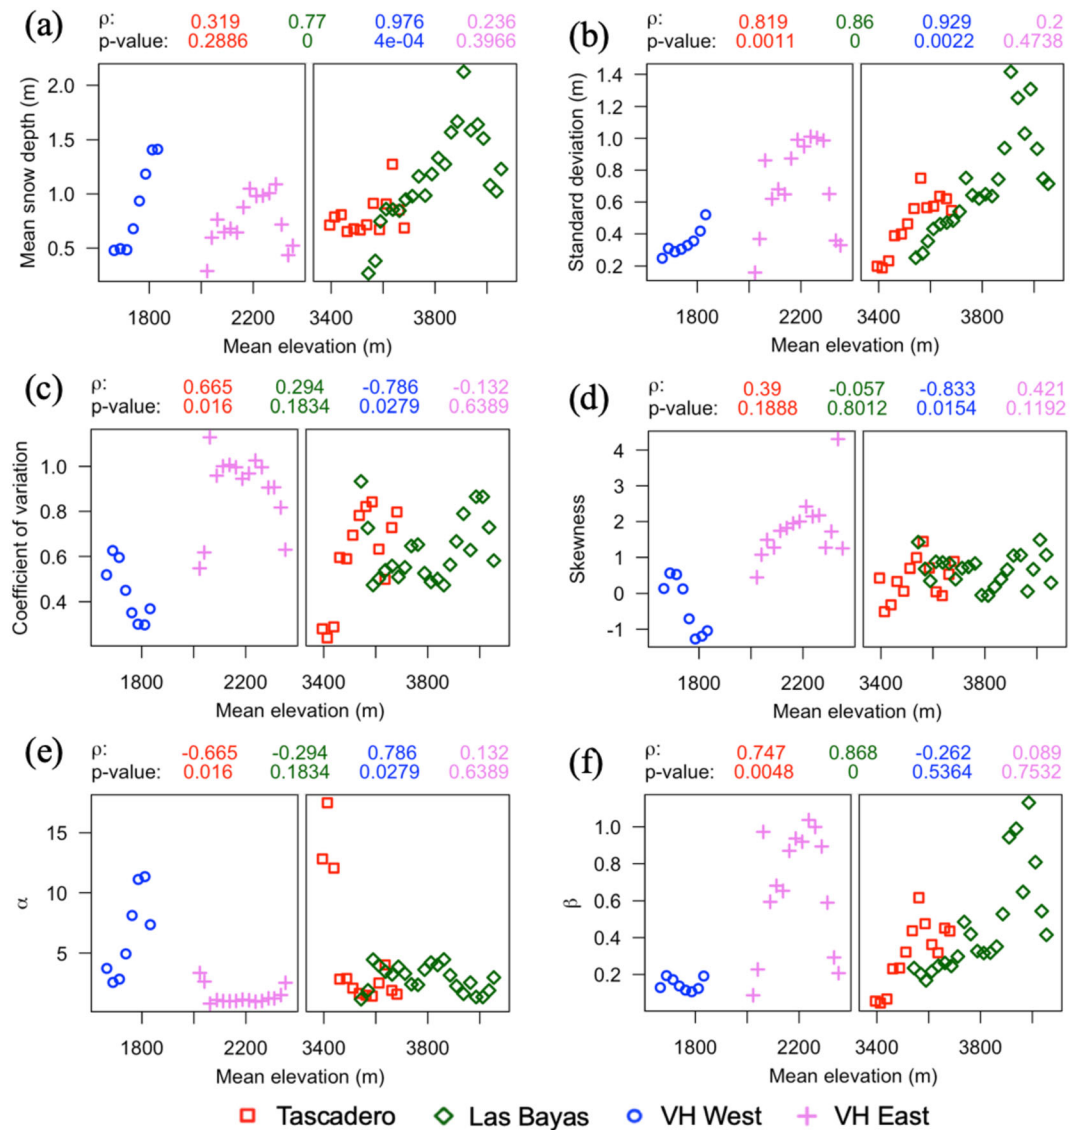 (a)
ρ: 0.319 0.77 0.976 0.236
p-value: 0.2886 0 4e-04 0.3966
Mean snow depth (m)
2.0
1.5
1.0
0.5
1800 2200 3400 3800
Mean elevation (m)
(b)
ρ: 0.819 0.86 0.929 0.2
p-value: 0.0011 0 0.0022 0.4738
Standard deviation (m)
1.4
1.2
1.0
0.8
0.6
0.4
0.2
1800 2200 3400 3800
Mean elevation (m)
(c)
ρ: 0.665 0.294 -0.786 -0.132
p-value: 0.016 0.1834 0.0279 0.6389
Coefficient of variation
1.0
0.8
0.6
0.4
1800 2200 3400 3800
Mean elevation (m)
(d)
ρ: 0.39 -0.057 -0.833 0.421
p-value: 0.1888 0.8012 0.0154 0.1192
Skewness
4
3
2
1
0
-1
1800 2200 3400 3800
Mean elevation (m)
(e)
ρ: -0.665 -0.294 0.786 0.132
p-value: 0.016 0.1834 0.0279 0.6389
α
15
10
5
1800 2200 3400 3800
Mean elevation (m)
(f)
ρ: 0.747 0.868 -0.262 0.089
p-value: 0.0048 0 0.5364 0.7532
β
1.0
0.8
0.6
0.4
0.2
1800 2200 3400 3800
Mean elevation (m)
Tascadero Las Bayas VH West VH East